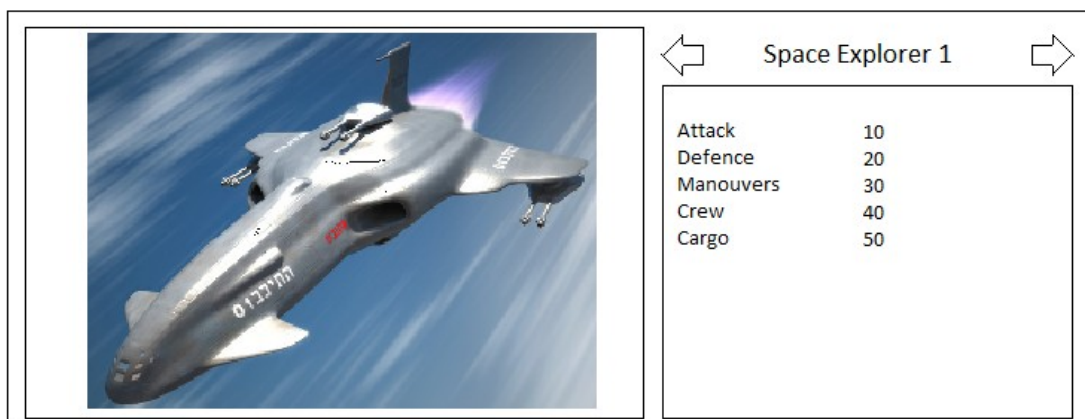 Space Explorer 1
Attack 10
Defence 20
Manouvers 30
Crew 40
Cargo 50